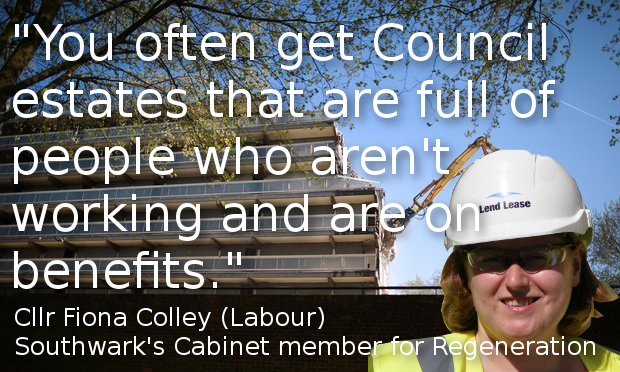 "You often get Council
estates that are full of
people who aren't
working and are on
benefits."
Lend Lease
Cllr Fiona Colley (Labour)
Southwark's Cabinet member for Regeneration